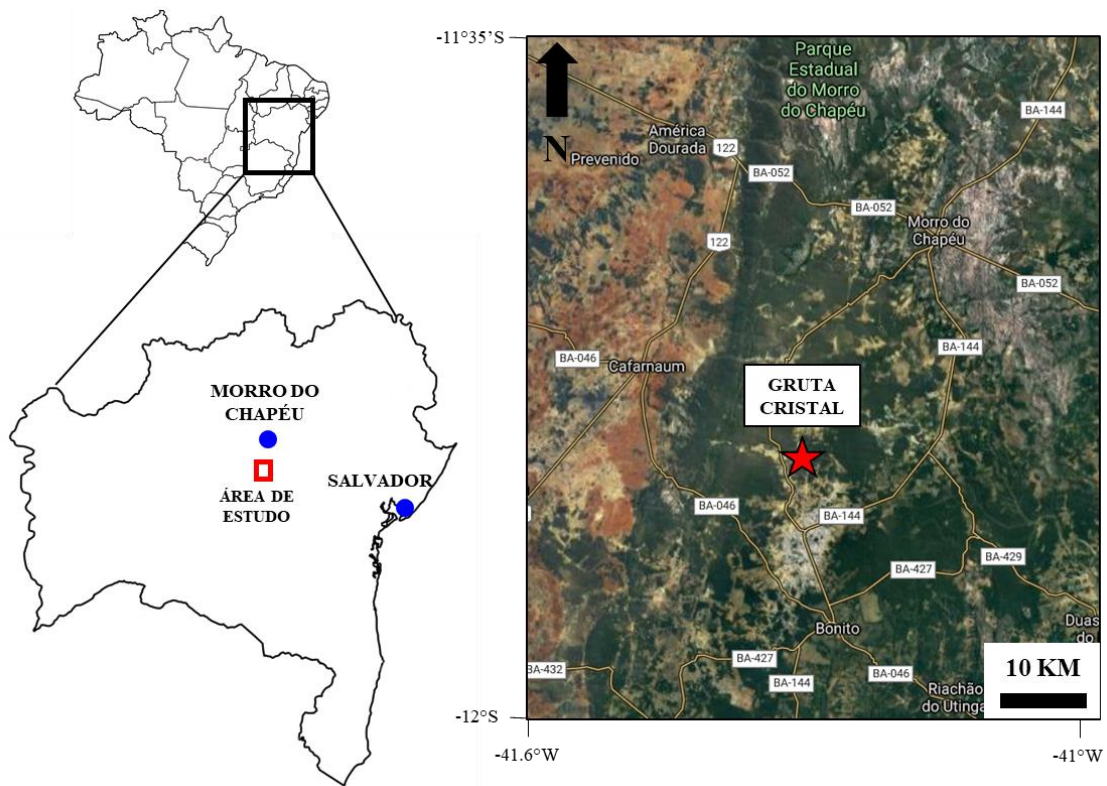 MORRO DO
CHAPÉU
ÁREA DE
ESTUDO
SALVADOR
-11°35'S
-12°S
-41.6°W
-41°W
N
Parque
Estadual
do Morro
do Chapéu
BA-144
América
Dourada
122
Prevenido
BA-052
BA-052
Morro do
Chapéu
122
BA-052
BA-144
BA-046
Cafarnaum
GRUTA
CRISTAL
BA-046
BA-144
BA-427
BA-429
Bonito
Duas
do
BA-432
BA-427
BA-144
BA-046
Riachão
do Utinga
10 KM